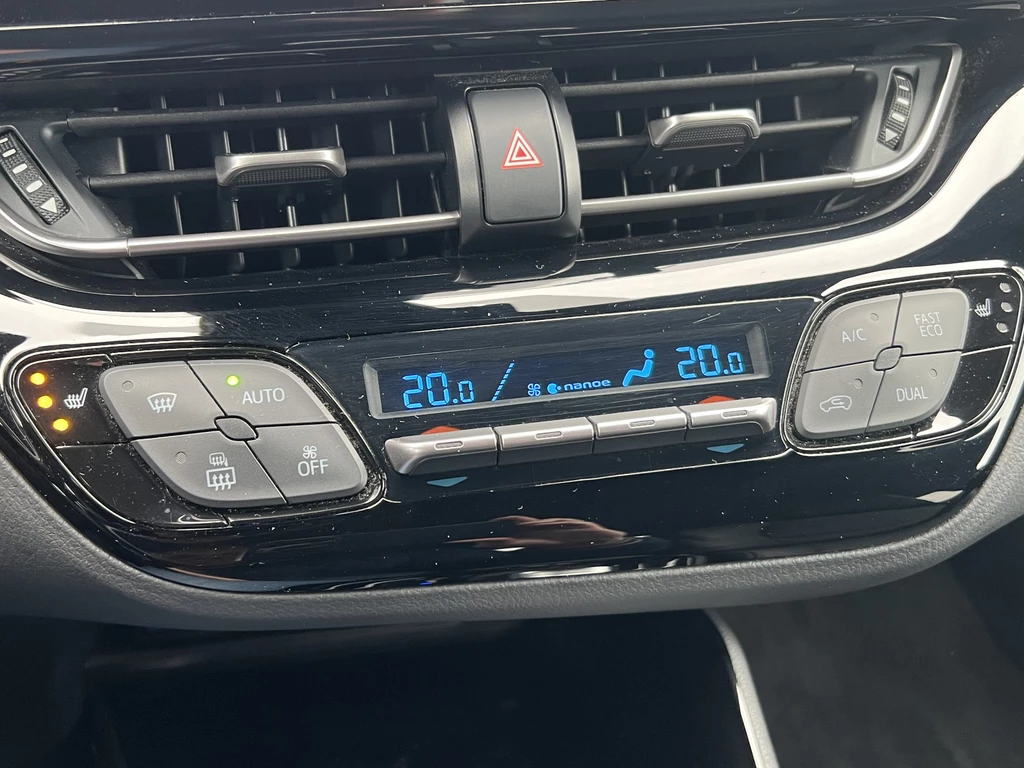 20.0 nanoe 20.0
AUTO
OFF
A/C
FAST
ECO
DUAL